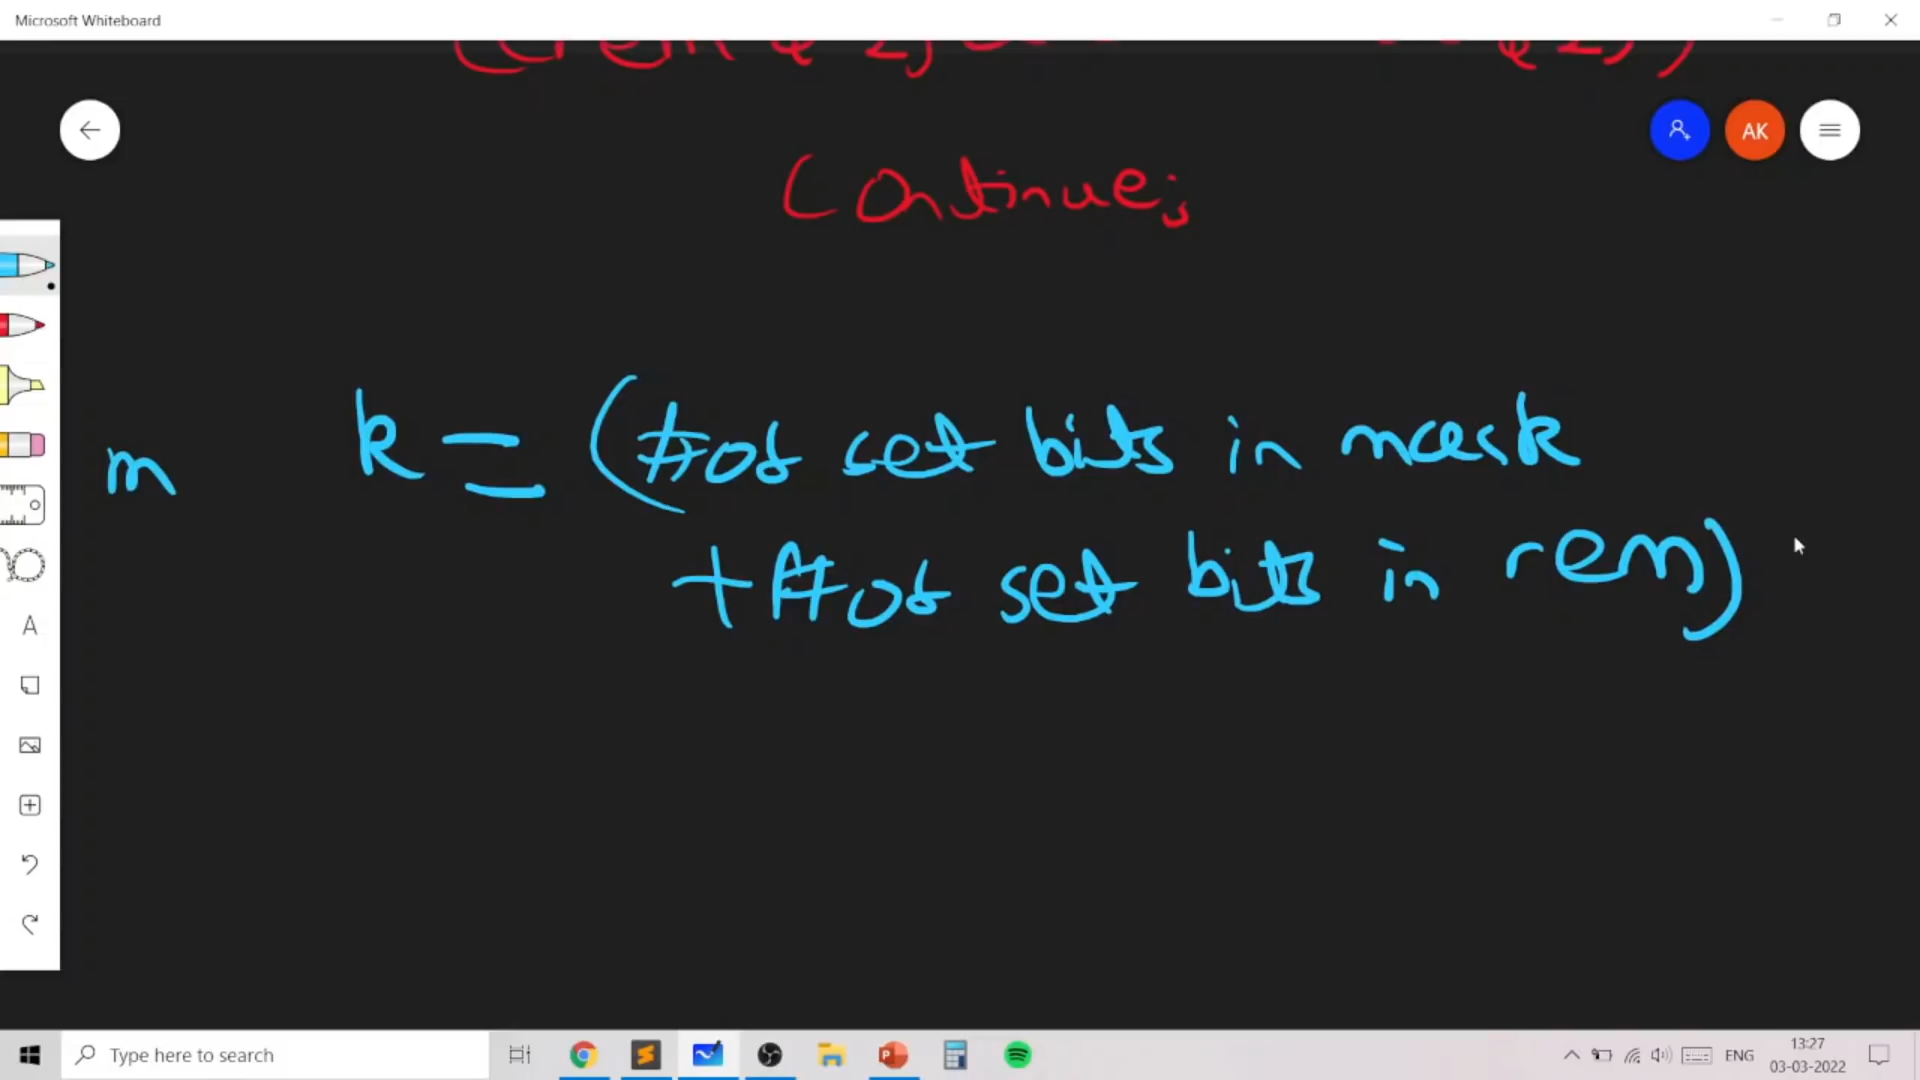 Microsoft Whiteboard
AK
continue;
m k = (# of set bits in mask
+ # of set bits in rem)
A
Type here to search
ENG
13:27
03-03-2022